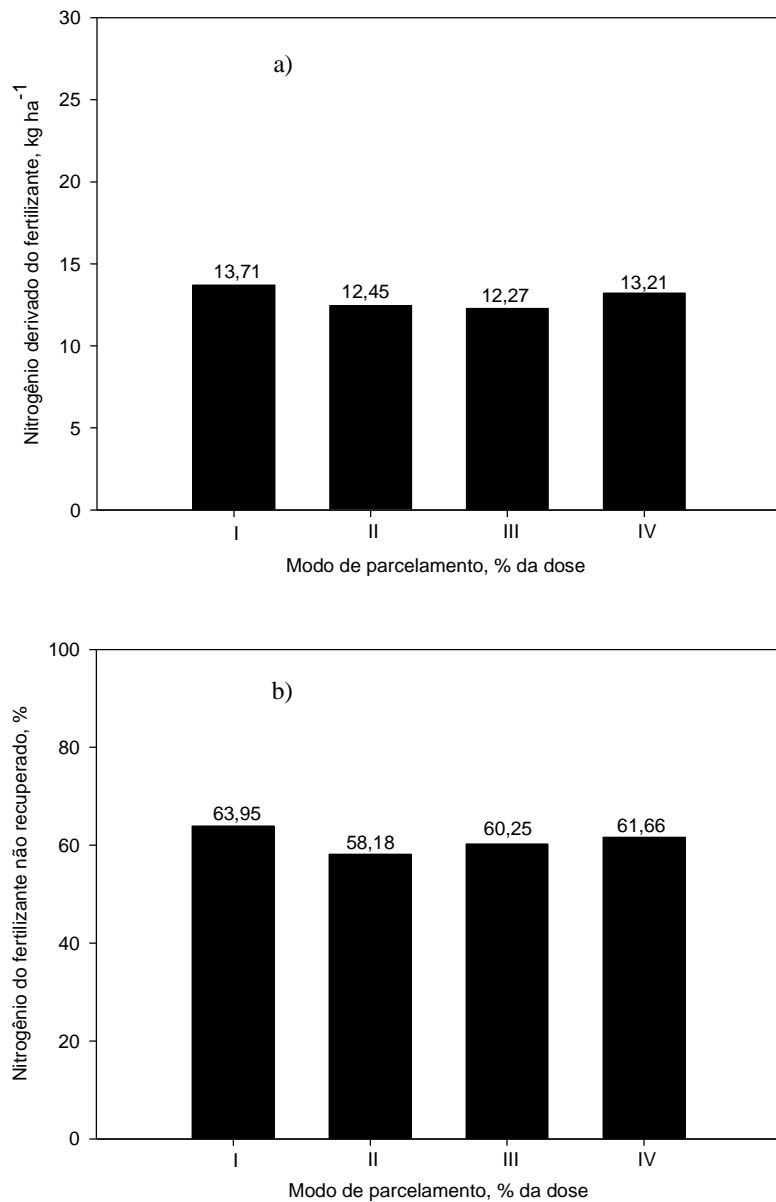 30
a)
25
20
15
10
5
0
Nitrogênio derivado do fertilizante, kg ha-1
13,71
12,45
12,27
13,21
I II III IV
Modo de parcelamento, % da dose
100
b)
80
60
40
20
0
Nitrogênio do fertilizante não recuperado, %
63,95
58,18
60,25
61,66
I II III IV
Modo de parcelamento, % da dose